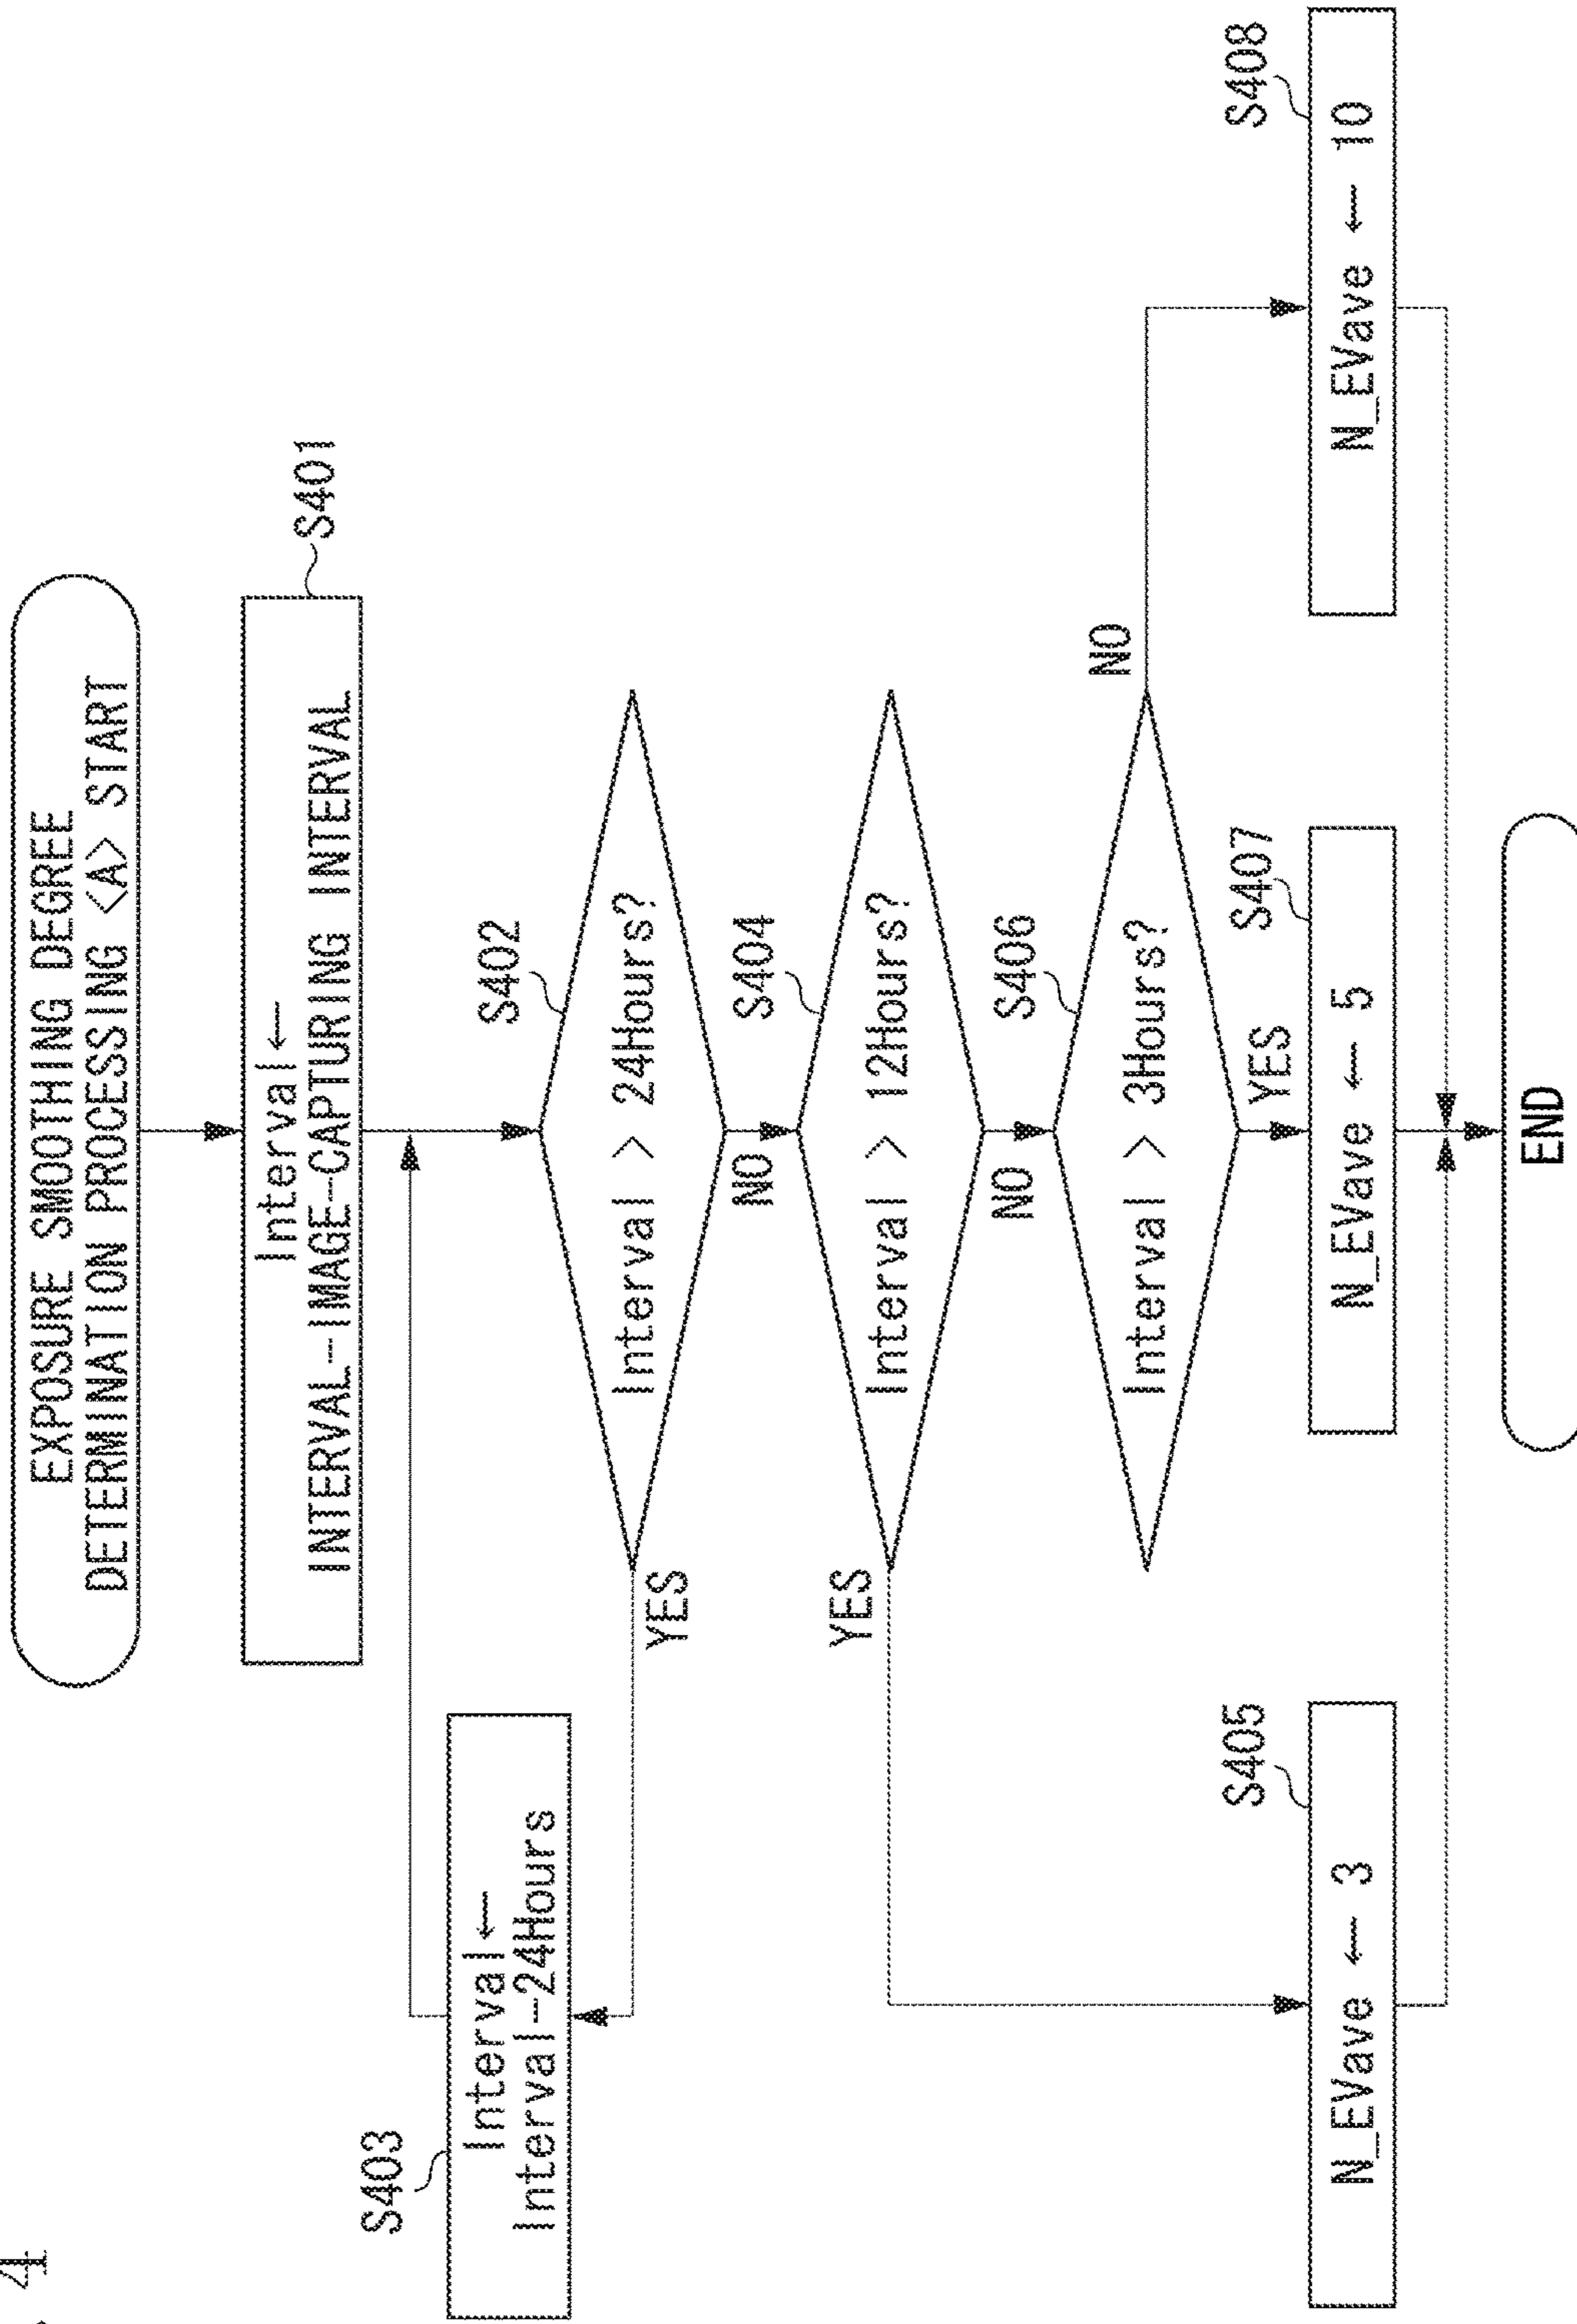 4
EXPOSURE SMOOTHING DEGREE
DETERMINATION PROCESSING <A> START
S401
Interval←
INTERVAL-IMAGE-CAPTURING INTERVAL
S403
Interval←
Interval-24Hours
S402
Interval > 24Hours?
YES
NO
S404
Interval > 12Hours?
YES
NO
S406
Interval > 3Hours?
NO
YES
S405
N_EVave ← 3
S407
N_EVave ← 5
S408
N_EVave ← 10
END